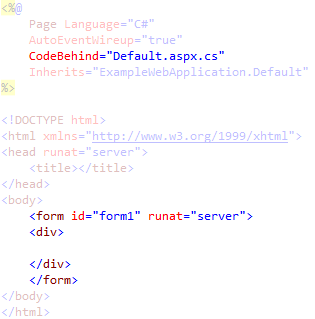 <%@
    Page Language="C#"
    AutoEventWireup="true"
    CodeBehind="Default.aspx.cs"
    Inherits="ExampleWebApplication.Default"
%>

<!DOCTYPE html>
<html xmlns="http://www.w3.org/1999/xhtml">
<head runat="server">
    <title></title>
</head>
<body>
    <form id="form1" runat="server">
    <div>

    </div>
    </form>
</body>
</html>